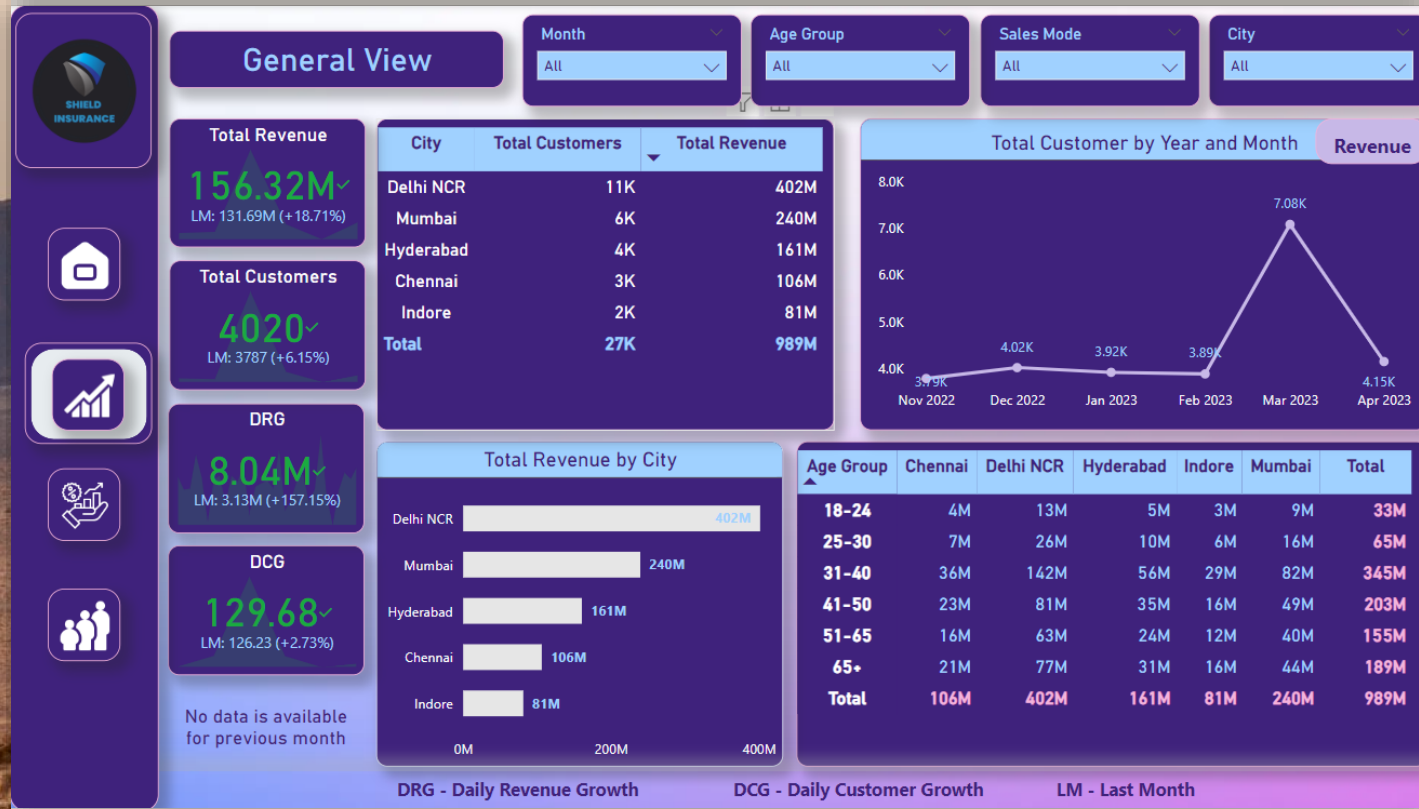 SHIELD
INSURANCE
General View
Month
All
Age Group
All
Sales Mode
All
City
All
Total Revenue
156.32M
LM: 131.69M (+18.71%)
Total Customers
4020
LM: 3787 (+6.15%)
DRG
8.04M
LM: 3.13M (+157.15%)
DCG
129.68
LM: 126.23 (+2.73%)
No data is available
for previous month
City Total Customers Total Revenue
Delhi NCR 11K 402M
Mumbai 6K 240M
Hyderabad 4K 161M
Chennai 3K 106M
Indore 2K 81M
Total 27K 989M
Total Customer by Year and Month
Revenue
8.0K
7.0K
6.0K
5.0K
4.0K
3.79K
4.02K
3.92K
3.89K
7.08K
4.15K
Nov 2022 Dec 2022 Jan 2023 Feb 2023 Mar 2023 Apr 2023
Total Revenue by City
Delhi NCR 402M
Mumbai 240M
Hyderabad 161M
Chennai 106M
Indore 81M
0M 200M 400M
Age Group Chennai Delhi NCR Hyderabad Indore Mumbai Total
18-24 4M 13M 5M 3M 9M 33M
25-30 7M 26M 10M 6M 16M 65M
31-40 36M 142M 56M 29M 82M 345M
41-50 23M 81M 35M 16M 49M 203M
51-65 16M 63M 24M 12M 40M 155M
65+ 21M 77M 31M 16M 44M 189M
Total 106M 402M 161M 81M 240M 989M
DRG - Daily Revenue Growth DCG - Daily Customer Growth LM - Last Month